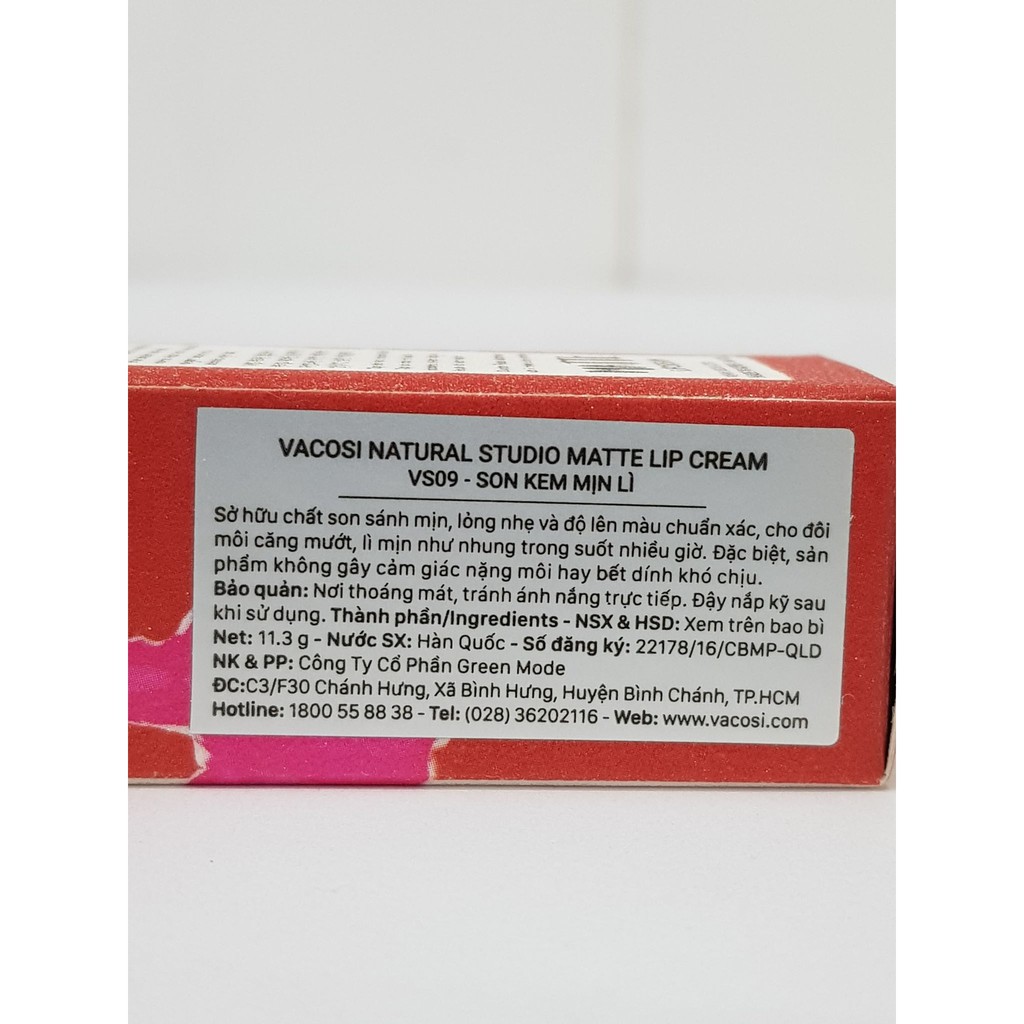 VACOSI NATURAL STUDIO MATTE LIP CREAM
VS09 - SON KEM MỊN LÌ
Sở hữu chất son sánh mịn, lỏng nhẹ và độ lên màu chuẩn xác, cho đôi
môi căng mướt, lì mịn như nhung trong suốt nhiều giờ. Đặc biệt, sản
phẩm không gây cảm giác nặng môi hay bết dính khó chịu.
Bảo quản: Nơi thoáng mát, tránh ánh nắng trực tiếp. Đậy nắp kỹ sau
khi sử dụng. Thành phần/Ingredients - NSX & HSD: Xem trên bao bì
Net: 11.3 g - Nước SX: Hàn Quốc - Số đăng ký: 22178/16/CBMP-QLD
NK & PP: Công Ty Cổ Phần Green Mode
ĐC:C3/F30 Chánh Hưng, Xã Bình Hưng, Huyện Bình Chánh, TP.HCM
Hotline: 1800 55 88 38 - Tel: (028) 36202116 - Web: www.vacosi.com